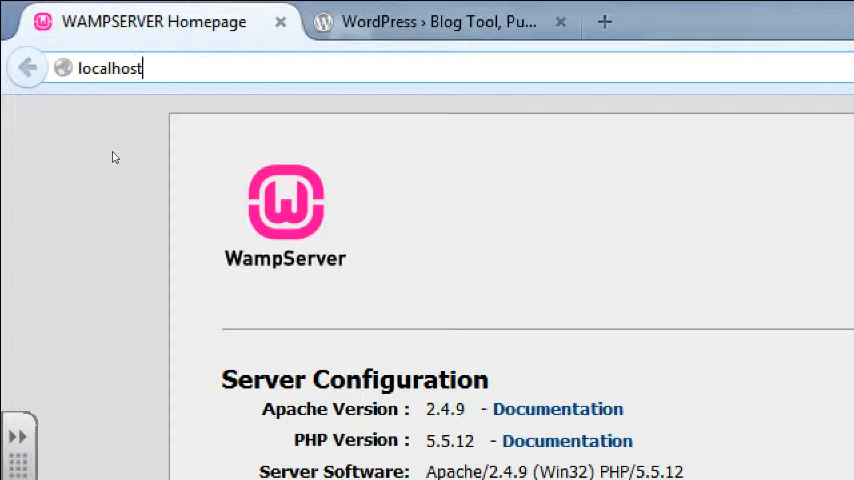 WAMPSERVER Homepage
WordPress › Blog Tool, Pu...
localhost
WampServer
Server Configuration
Apache Version : 2.4.9 - Documentation
PHP Version : 5.5.12 - Documentation
Server Software: Apache/2.4.9 (Win32) PHP/5.5.12